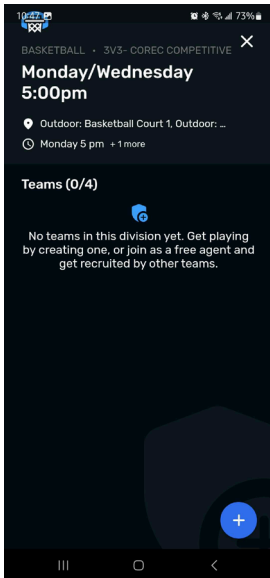 10:47
73%
BASKETBALL • 3V3- COREC COMPETITIVE
Monday/Wednesday
5:00pm
Outdoor: Basketball Court 1, Outdoor: ...
Monday 5 pm + 1 more
Teams (0/4)
No teams in this division yet. Get playing
by creating one, or join as a free agent and
get recruited by other teams.